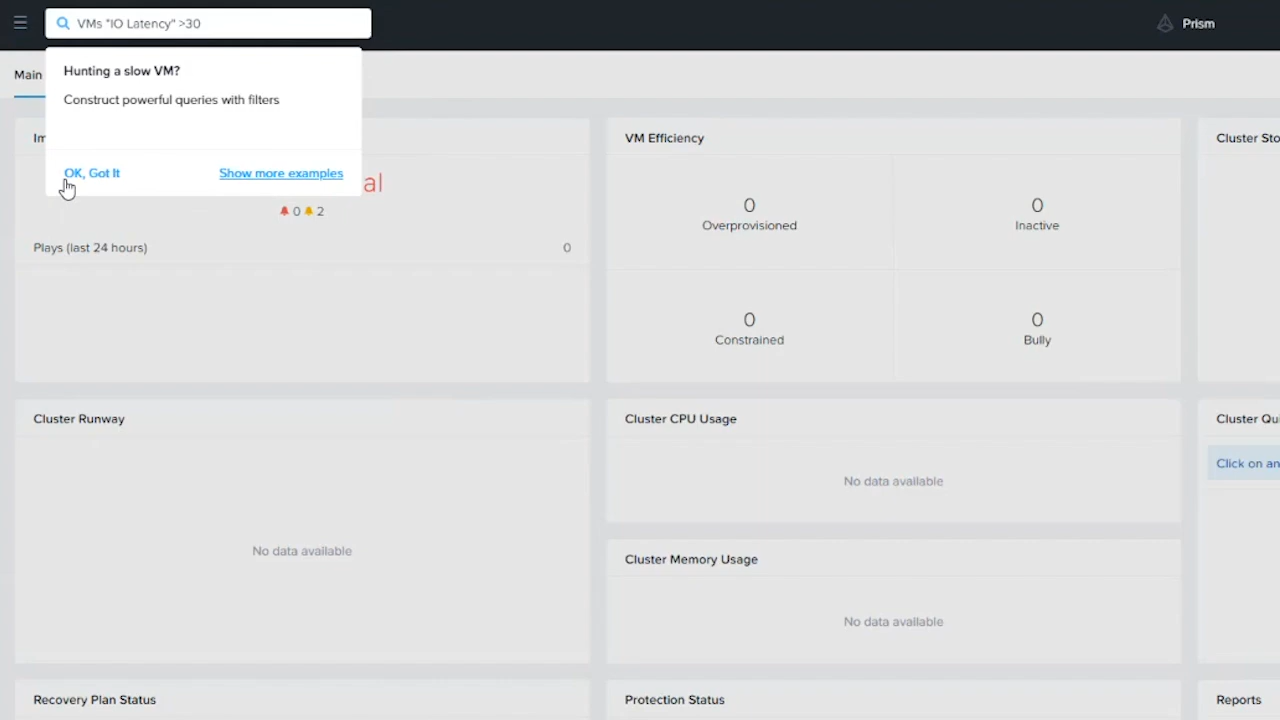 VMs "IO Latency" >30
Prism
Hunting a slow VM?
Construct powerful queries with filters
OK, Got It
Show more examples
Main
Im
al
0 2
Plays (last 24 hours)
0
VM Efficiency
0
Overprovisioned
0
Inactive
0
Constrained
0
Bully
Cluster Sto
Cluster Runway
No data available
Cluster CPU Usage
No data available
Cluster Qui
Click on an
Cluster Memory Usage
No data available
Recovery Plan Status
Protection Status
Reports